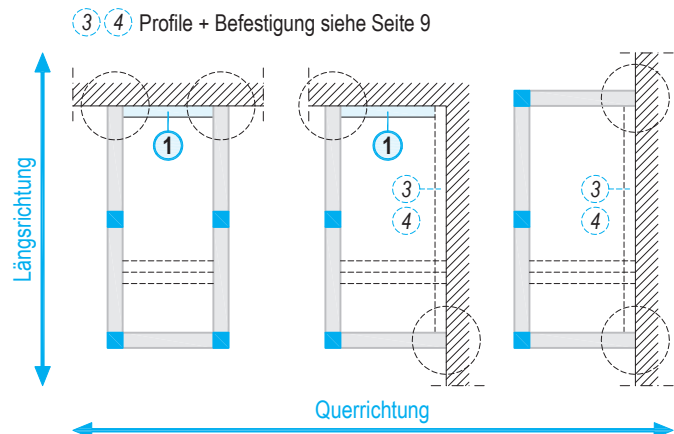 3 4 Profile + Befestigung siehe Seite 9
Längsrichtung
1
1
3
4
3
4
Querrichtung